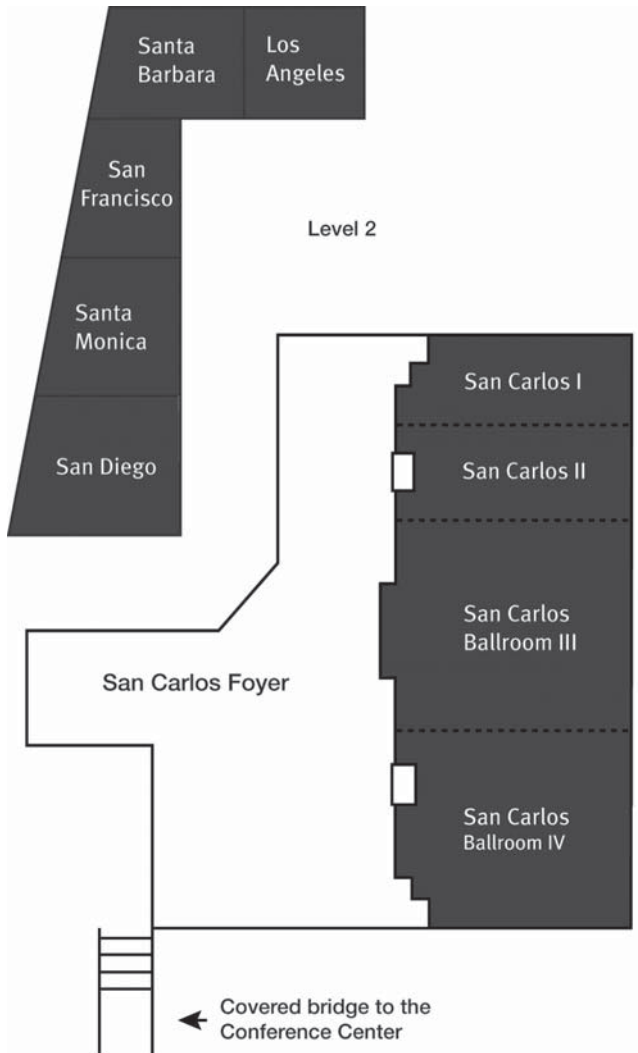 Santa
Barbara
Los
Angeles
San
Francisco
Level 2
Santa
Monica
San Carlos I
San Diego
San Carlos II
San Carlos
Ballroom III
San Carlos Foyer
San Carlos
Ballroom IV
Covered bridge to the
Conference Center